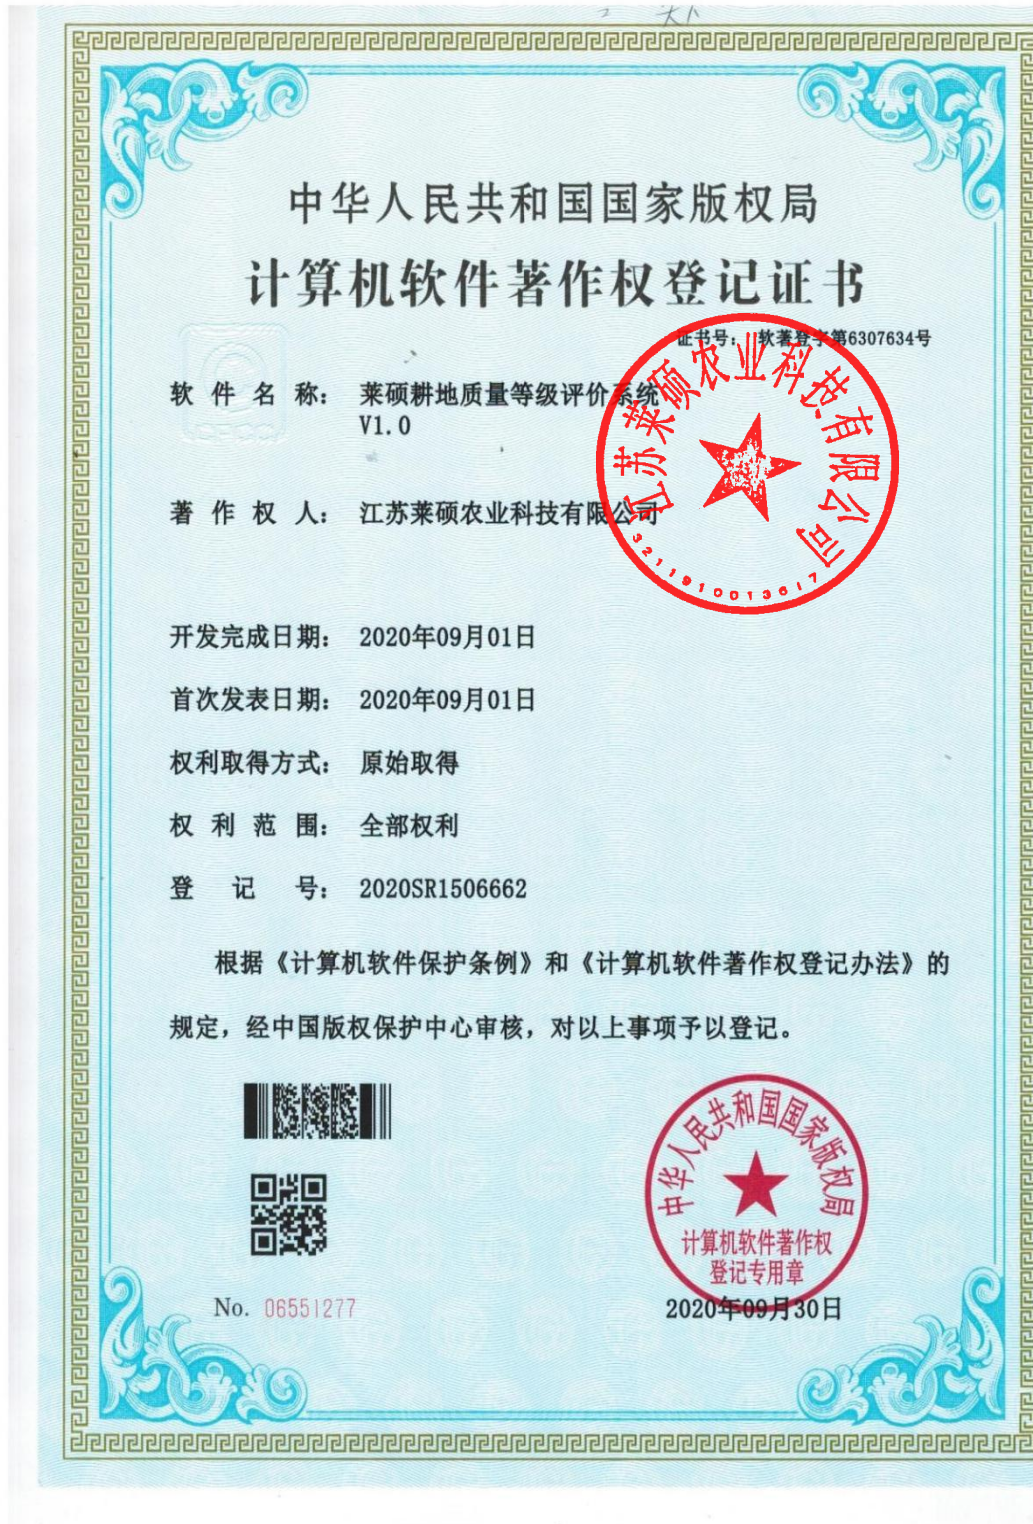 中华人民共和国国家版权局
计算机软件著作权登记证书
证书号： 软著登字第6307634号
软件名称： 莱硕耕地质量等级评价系统
V1.0
著作权人： 江苏莱硕农业科技有限公司
江苏莱硕农业科技有限公司
3211910013617
开发完成日期： 2020年09月01日
首次发表日期： 2020年09月01日
权利取得方式： 原始取得
权利范围： 全部权利
登记号： 2020SR1506662
根据《计算机软件保护条例》和《计算机软件著作权登记办法》的
规定，经中国版权保护中心审核，对以上事项予以登记。
中华人民共和国国家版权局
计算机软件著作权
登记专用章
No. 06551277
2020年09月30日